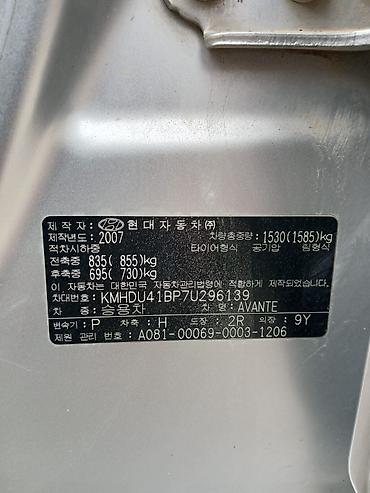 제 작 자 : 현 대 자 동 차 ㈜
제작년도: 2007 차량총중량: 1530(1585)kg
적차시하중 타이어형식 공기압 림형식
전축중 835( 855)kg
후축중 695( 730)kg
이 자동차는 대한민국 자동차관리법령에 적합하게 제작되었습니다.
차대번호: KMHDU41BP7U296139
차 종 : 승용차 차 명: AVANTE
변속기: P 차축: H 도장: 2R 의장: 9Y
제원 관리 번호: A081-00069-0003-1206